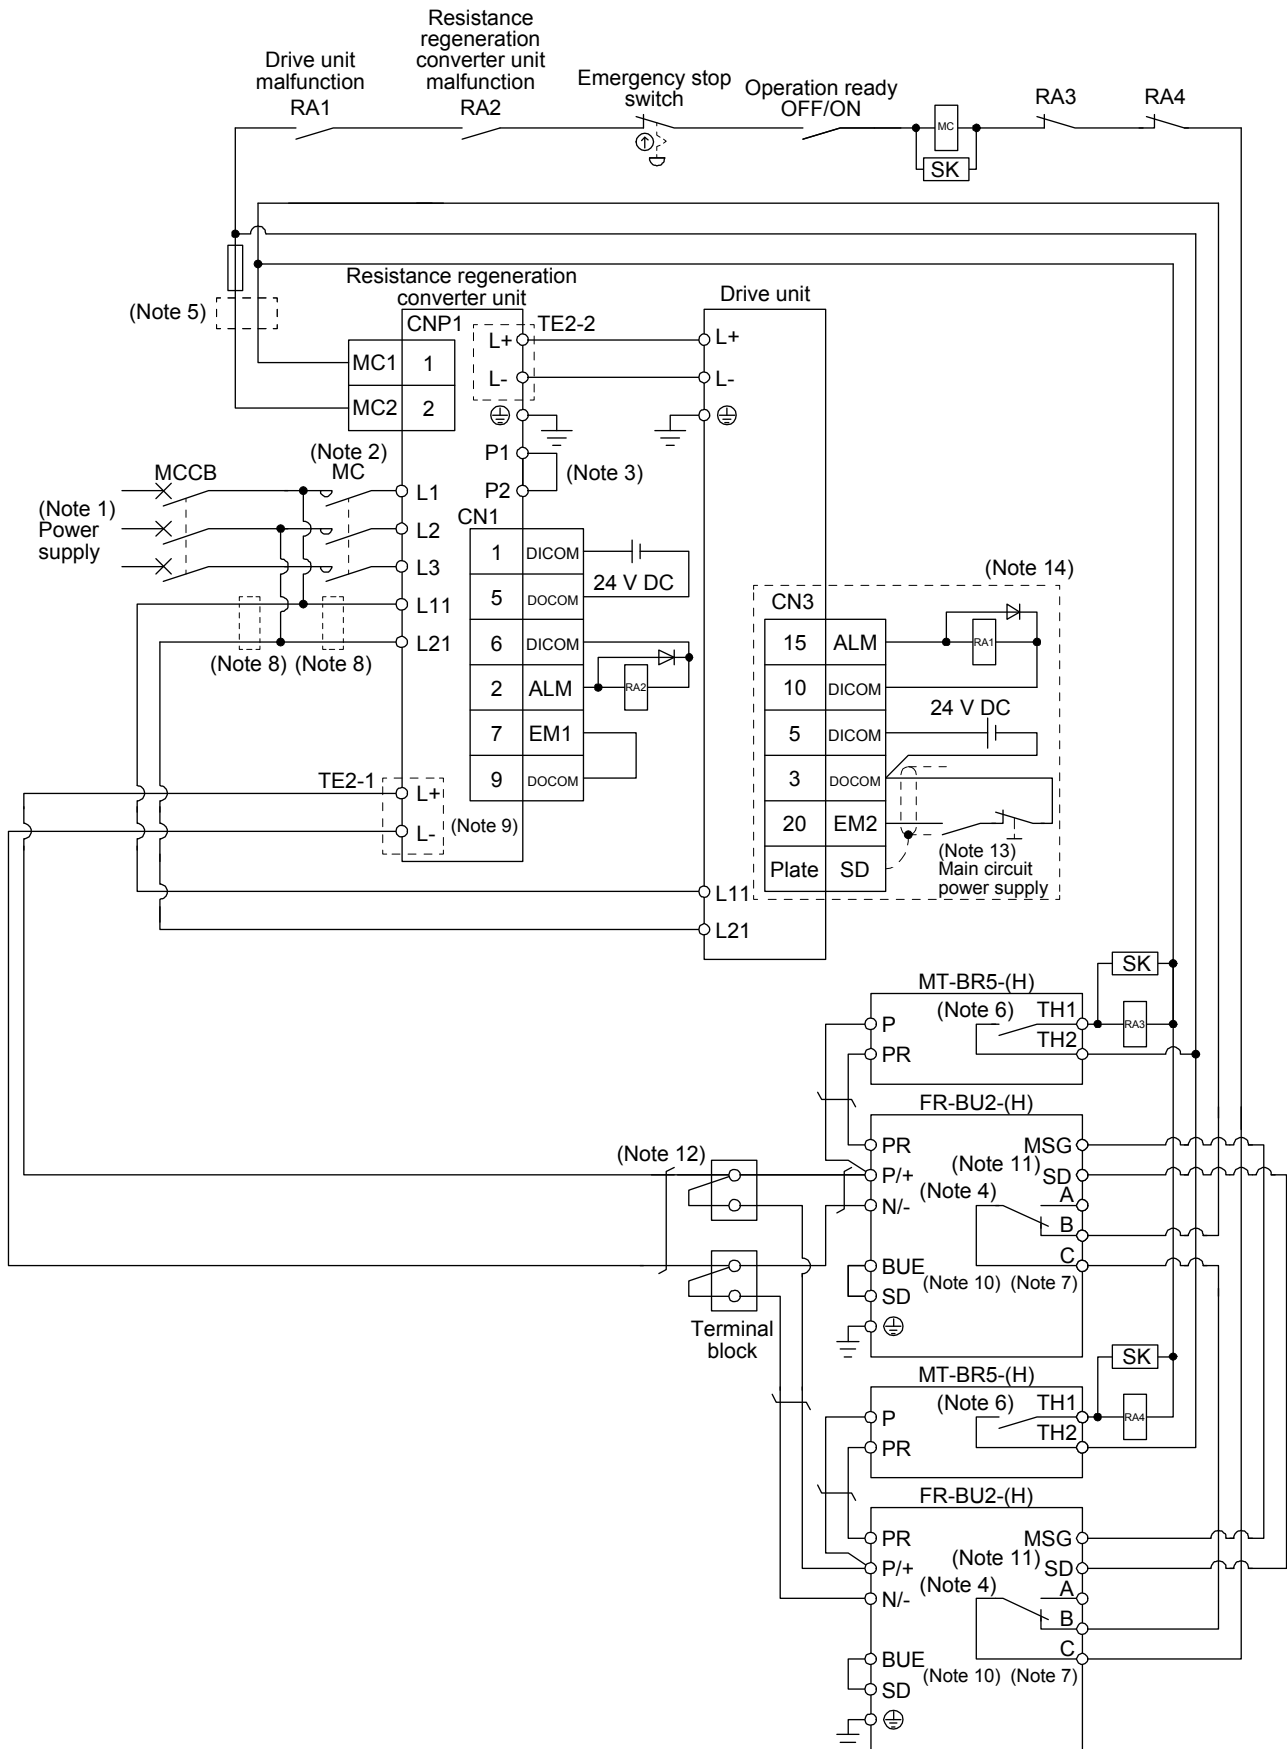 Resistance
regeneration
converter unit
malfunction
RA2
Drive unit
malfunction
RA1
Emergency stop
switch
Operation ready
OFF/ON
MC
SK
RA3
RA4
(Note 5)
Resistance regeneration
converter unit
Drive unit
CNP1
MC1 1
MC2 2
TE2-2
L+
L-
L+
L-
P1
P2
(Note 3)
(Note 2)
MC
MCCB
(Note 1)
Power
supply
L1
L2
L3
L11
L21
(Note 8) (Note 8)
CN1
1 DICOM
5 DOCOM
6 DICOM
2 ALM
7 EM1
9 DOCOM
24 V DC
RA2
TE2-1
L+
L-
(Note 9)
(Note 14)
CN3
15 ALM
10 DICOM
5 DICOM
3 DOCOM
20 EM2
Plate SD
RA1
24 V DC
(Note 13)
Main circuit
power supply
L11
L21
SK
MT-BR5-(H)
P
PR
(Note 6)
TH1
TH2
RA3
FR-BU2-(H)
PR
P/+
N/-
BUE
SD
MSG
(Note 11)
SD
(Note 4)
A
B
C
(Note 10) (Note 7)
(Note 12)
Terminal
block
SK
MT-BR5-(H)
P
PR
(Note 6)
TH1
TH2
RA4
FR-BU2-(H)
PR
P/+
N/-
BUE
SD
MSG
(Note 11)
SD
(Note 4)
A
B
C
(Note 10) (Note 7)